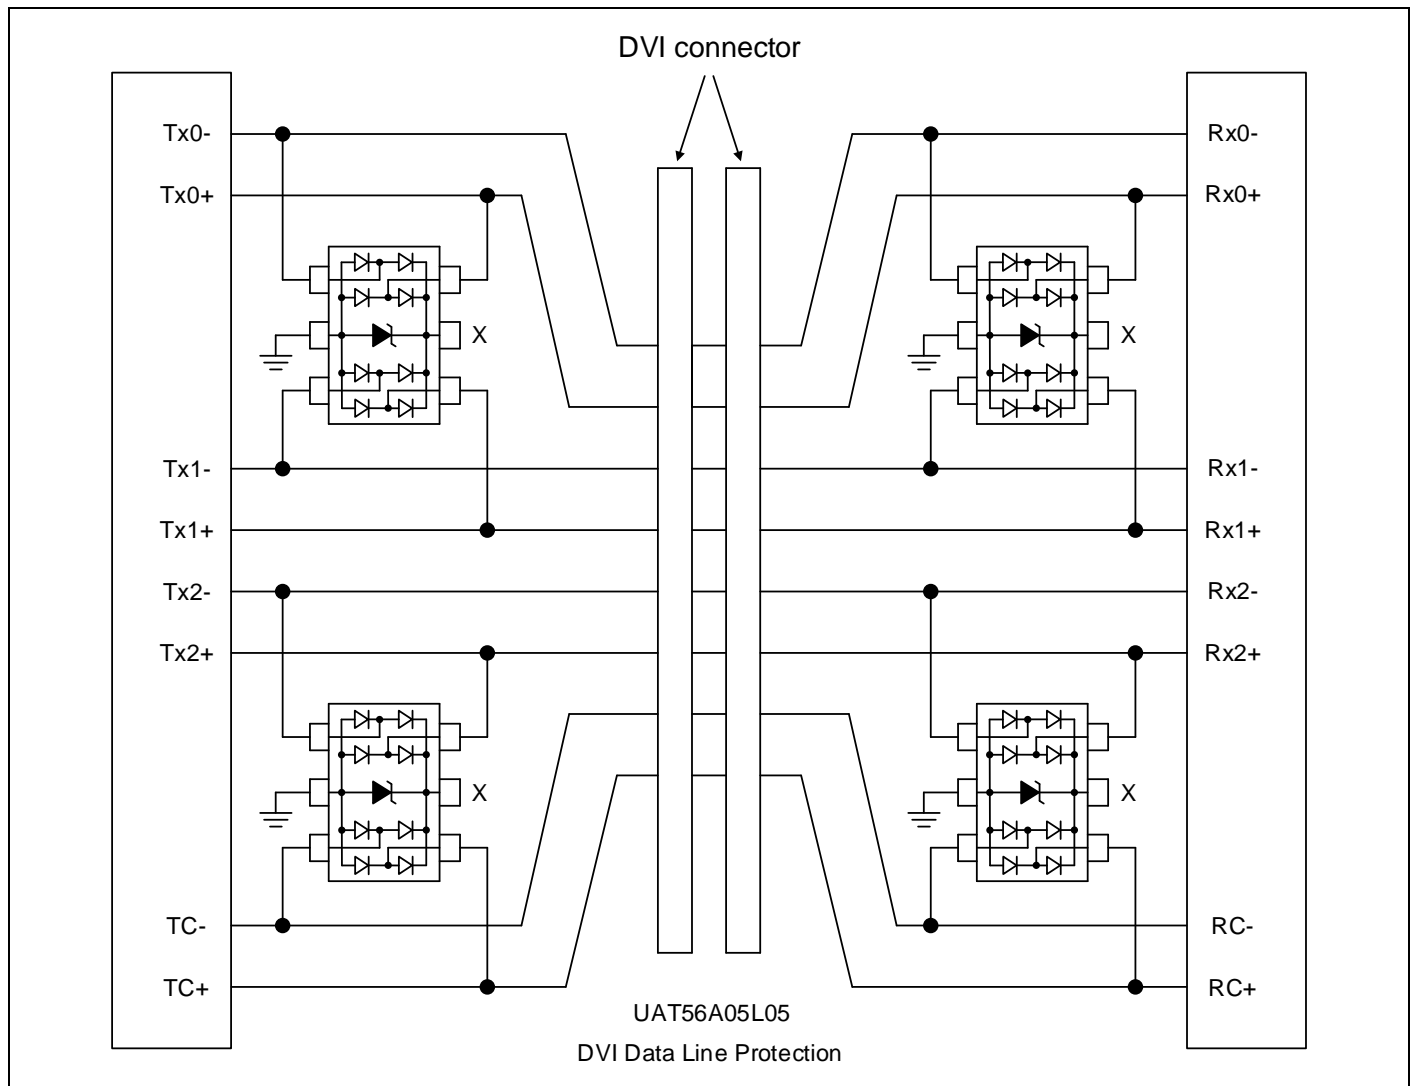 DVI connector
Tx0-
Rx0-
Tx0+
Rx0+
X
X
Tx1-
Rx1-
Tx1+
Rx1+
Tx2-
Rx2-
Tx2+
Rx2+
X
X
TC-
RC-
TC+
RC+
UAT56A05L05
DVI Data Line Protection